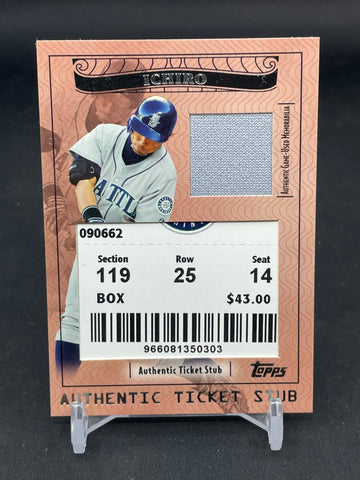 ICHIRO
AUTHENTIC GAME-USED MEMORABILIA
SEATTLE
090662
Section Row Seat
119 25 14
BOX $43.00
966081350303
Authentic Ticket Stub
Topps
AUTHENTIC TICKET STUB